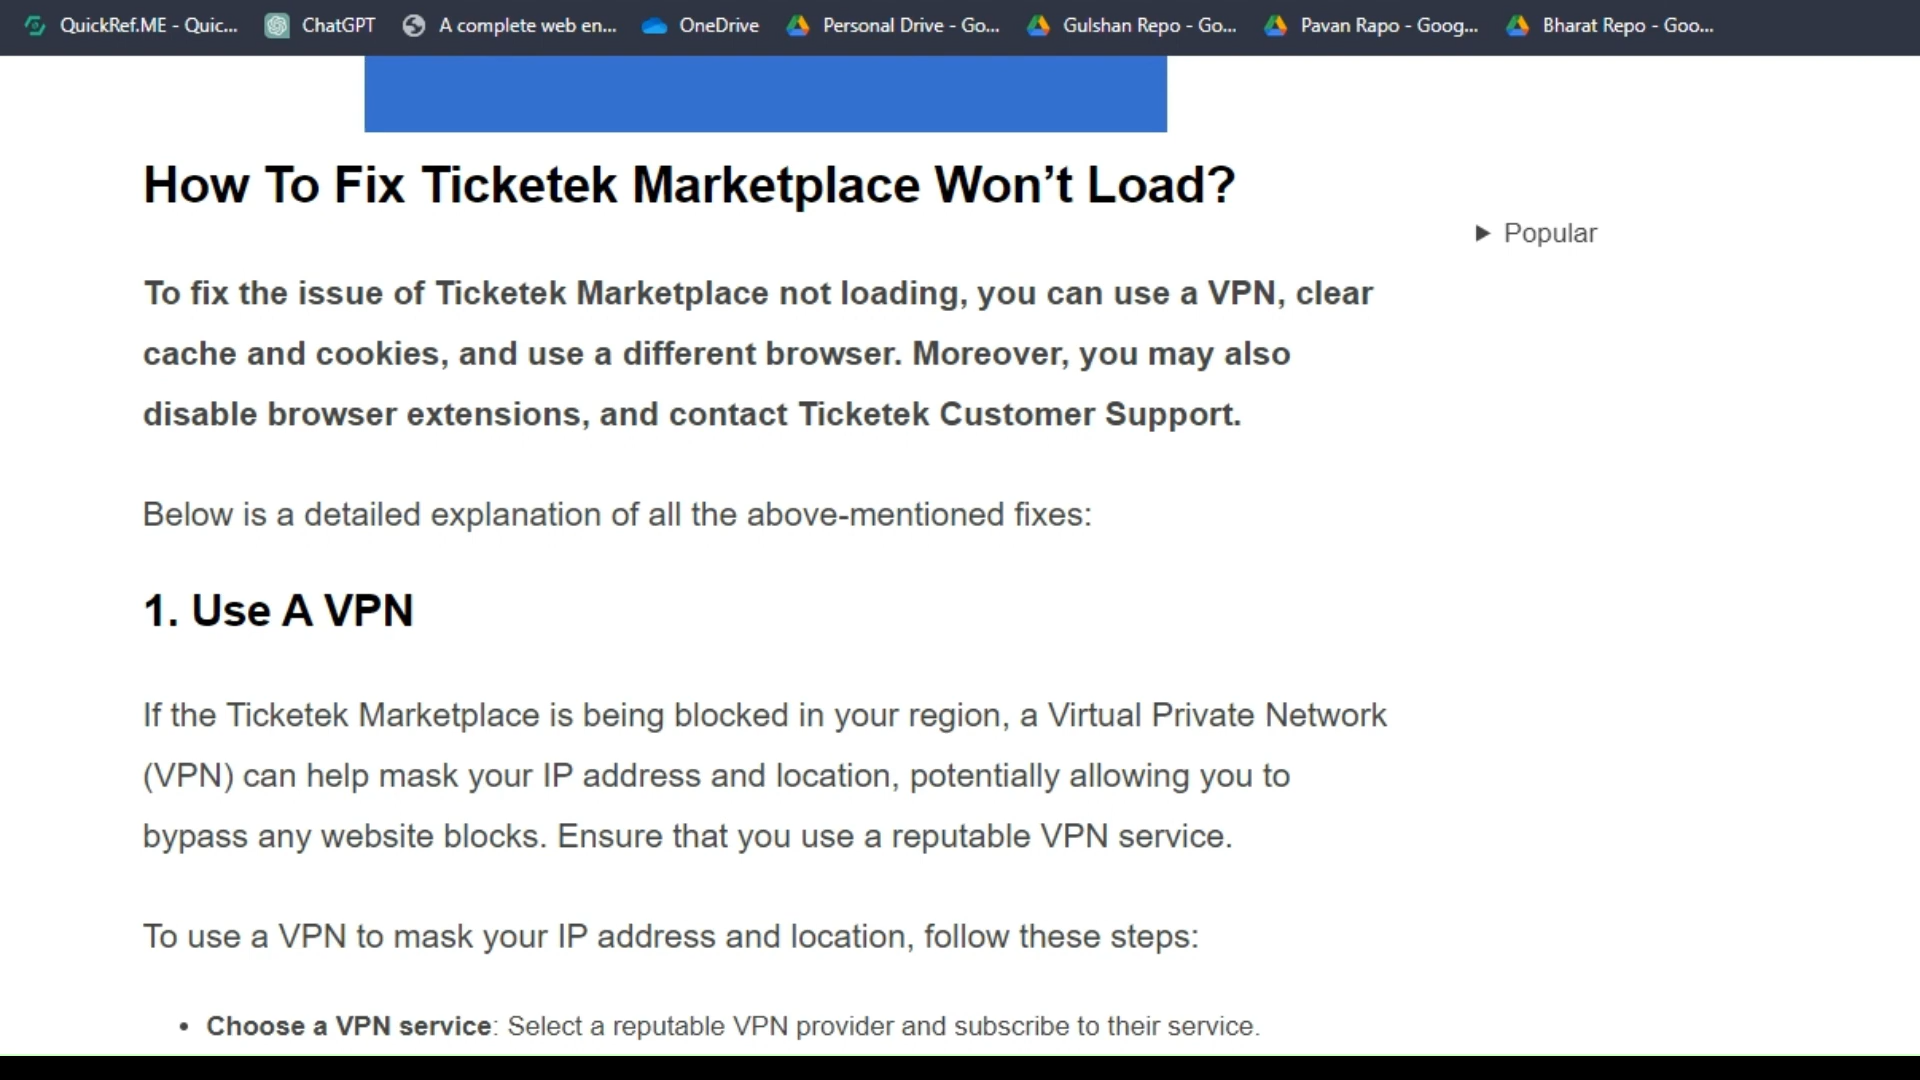 QuickRef.ME - Quic... ChatGPT A complete web en... OneDrive Personal Drive - Go... Gulshan Repo - Go... Pavan Rapo - Goog... Bharat Repo - Goo...
How To Fix Ticketek Marketplace Won’t Load?
► Popular
To fix the issue of Ticketek Marketplace not loading, you can use a VPN, clear
cache and cookies, and use a different browser. Moreover, you may also
disable browser extensions, and contact Ticketek Customer Support.
Below is a detailed explanation of all the above-mentioned fixes:
1. Use A VPN
If the Ticketek Marketplace is being blocked in your region, a Virtual Private Network
(VPN) can help mask your IP address and location, potentially allowing you to
bypass any website blocks. Ensure that you use a reputable VPN service.
To use a VPN to mask your IP address and location, follow these steps:
• Choose a VPN service: Select a reputable VPN provider and subscribe to their service.